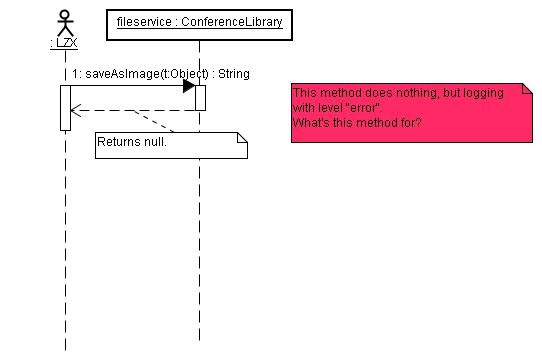 fileservice : ConferenceLibrary
: LZX
1: saveAsImage(t:Object) : String
This method does nothing, but logging
with level "error".
What's this method for?
Returns null.